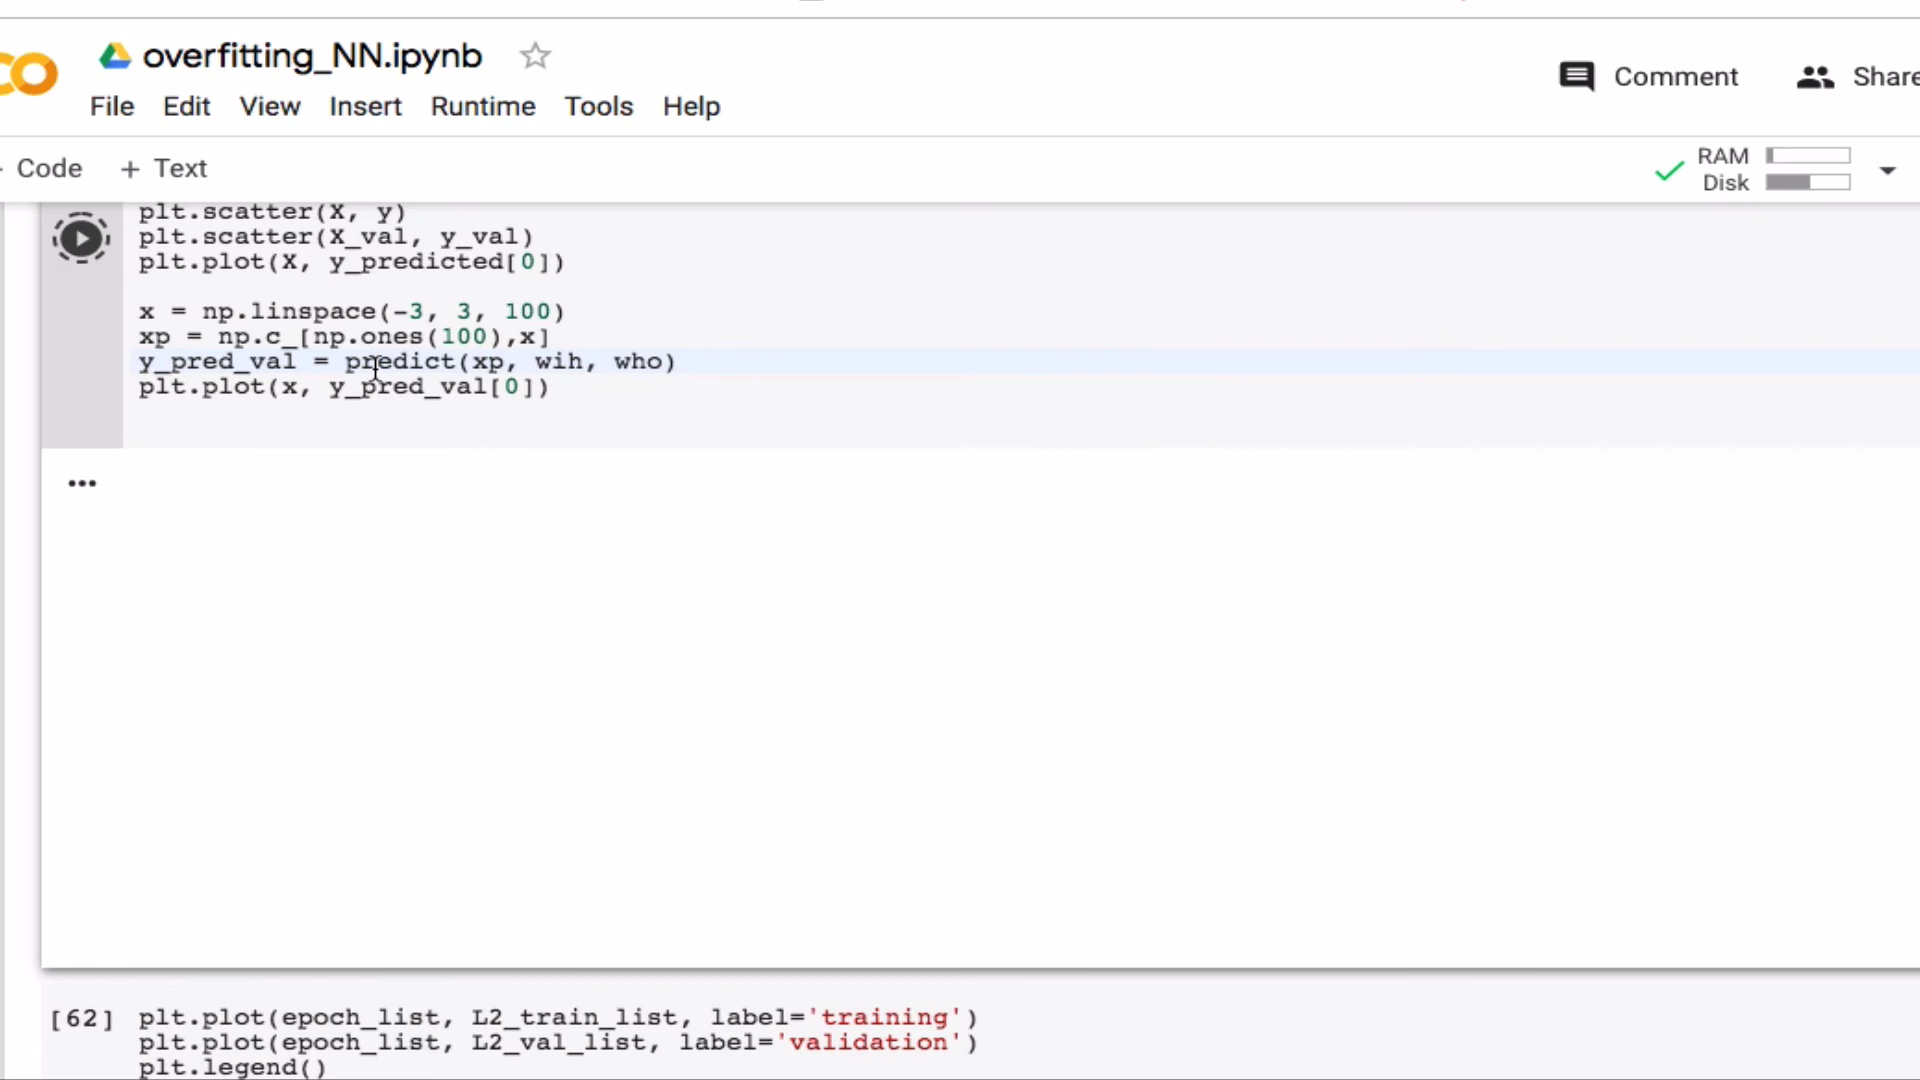 overfitting_NN.ipynb
Comment
Share
File Edit View Insert Runtime Tools Help
Code + Text
RAM
Disk
plt.scatter(X, y)
plt.scatter(X_val, y_val)
plt.plot(X, y_predicted[0])
x = np.linspace(-3, 3, 100)
xp = np.c_[np.ones(100),x]
y_pred_val = predict(xp, wih, who)
plt.plot(x, y_pred_val[0])
[62] plt.plot(epoch_list, L2_train_list, label='training')
plt.plot(epoch_list, L2_val_list, label='validation')
plt.legend()